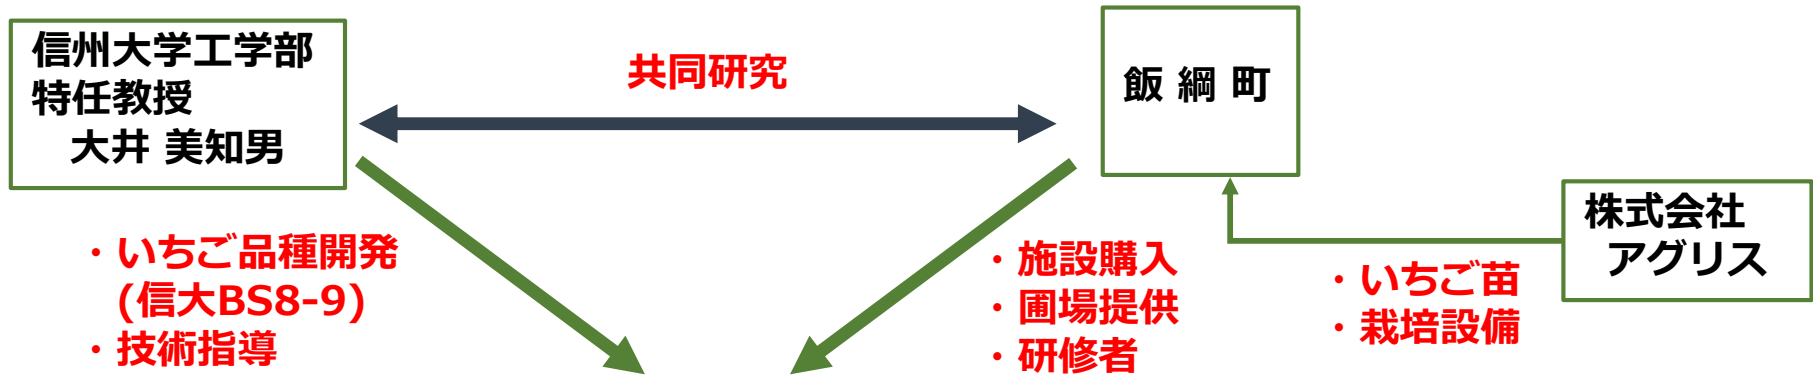 信州大学工学部
特任教授
大井 美知男
共同研究
飯 綱 町
株式会社
アグリス
・いちご品種開発
(信大BS8-9)
・技術指導
・施設購入
・圃場提供
・研修者
・いちご苗
・栽培設備